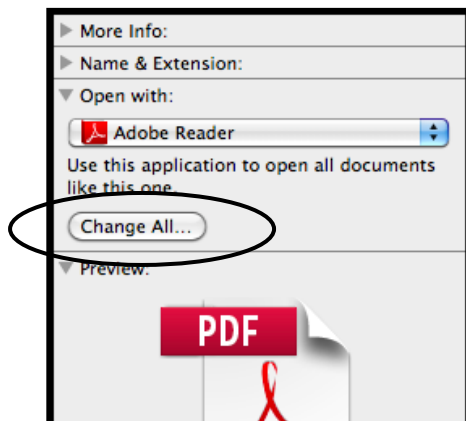 More Info:
Name & Extension:
Open with:
Adobe Reader
Use this application to open all documents
like this one.
Change All...
Preview:
PDF